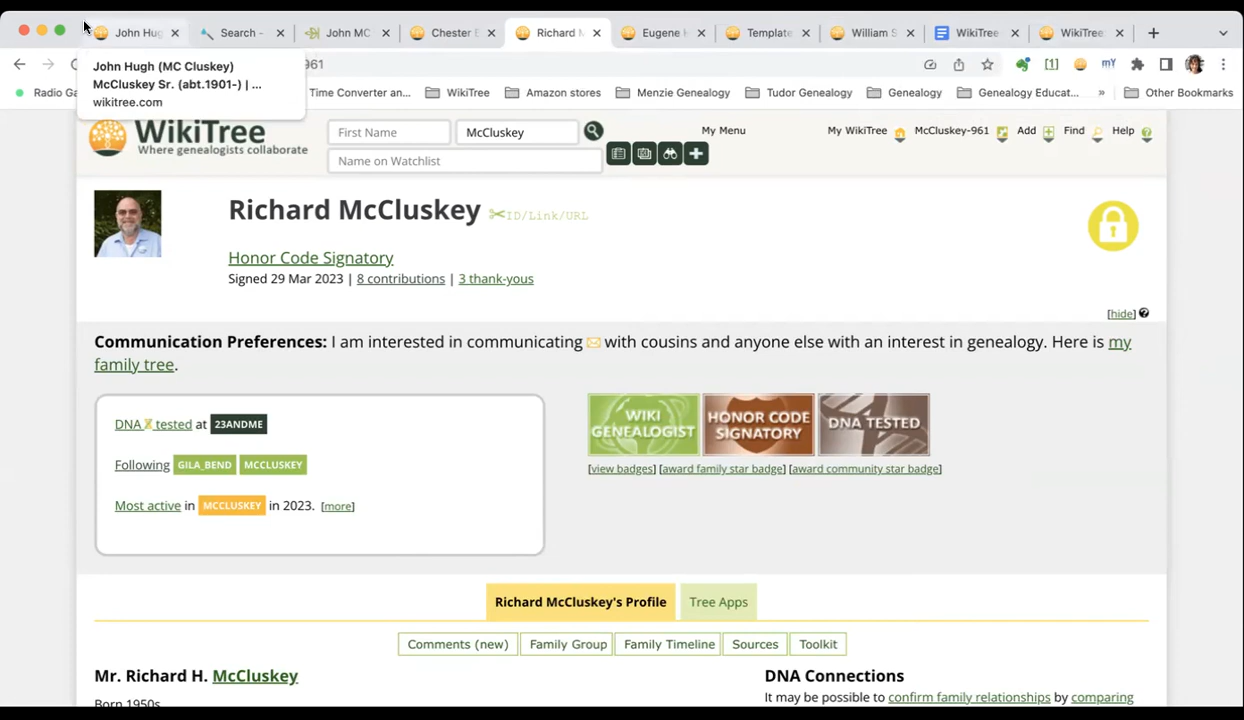 John Hug
Search -
John MC
Chester E
Richard M
Eugene H
Template
William S
WikiTree
WikiTree
961
John Hugh (MC Cluskey)
McCluskey Sr. (abt.1901-) | ...
wikitree.com
Radio Ga
Time Converter an...
WikiTree
Amazon stores
Menzie Genealogy
Tudor Genealogy
Genealogy
Genealogy Educat...
»
Other Bookmarks
WikiTree
Where genealogists collaborate
First Name
McCluskey
Name on Watchlist
My Menu
My WikiTree
McCluskey-961
Add
Find
Help
Richard McCluskey
ID/Link/URL
Honor Code Signatory
Signed 29 Mar 2023 | 8 contributions | 3 thank-yous
[hide]
Communication Preferences: I am interested in communicating with cousins and anyone else with an interest in genealogy. Here is my
family tree.
DNA tested at 23ANDME
Following GILA_BEND MCCLUSKEY
Most active in MCCLUSKEY in 2023. [more]
WIKI
GENEALOGIST
HONOR CODE
SIGNATORY
DNA TESTED
[view badges] [award family star badge] [award community star badge]
Richard McCluskey's Profile
Tree Apps
Comments (new)
Family Group
Family Timeline
Sources
Toolkit
Mr. Richard H. McCluskey
Born 1950s
DNA Connections
It may be possible to confirm family relationships by comparing